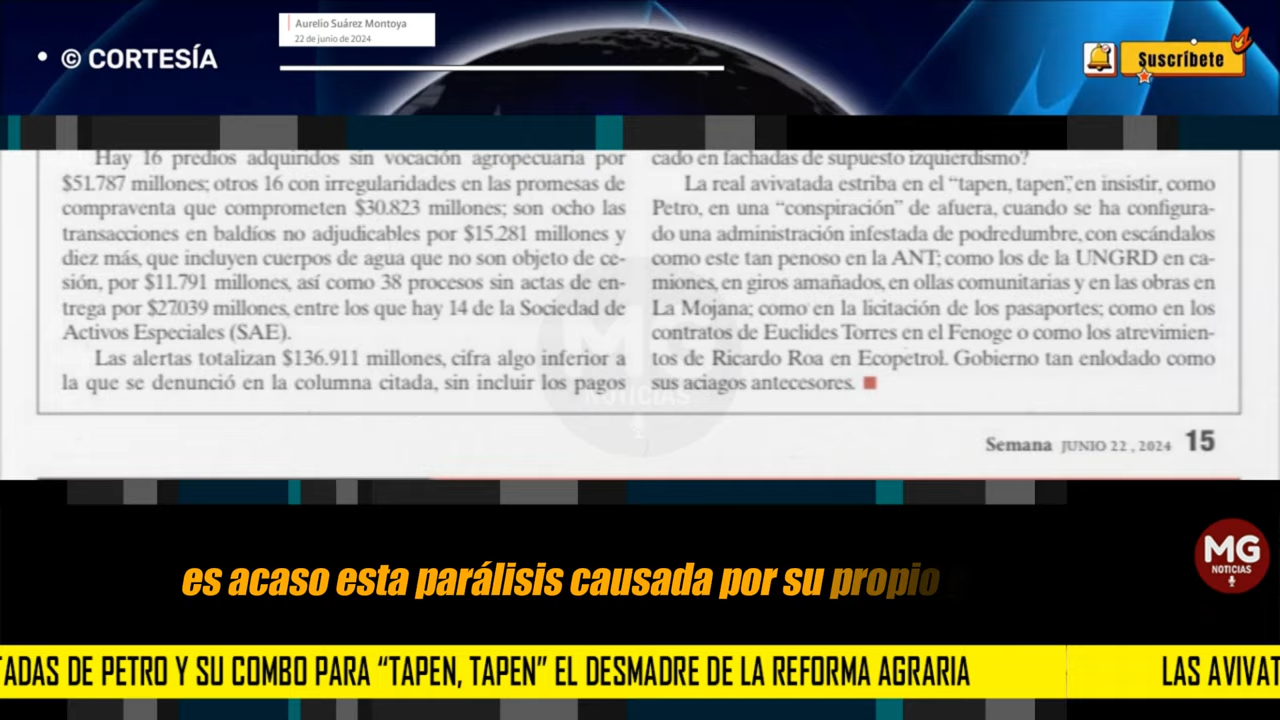 Aurelio Suárez Montoya
22 de junio de 2024
• © CORTESÍA
Suscríbete
Hay 16 predios adquiridos sin vocación agropecuaria por
$51.787 millones; otros 16 con irregularidades en las promesas de
compraventa que comprometen $30.823 millones; son ocho las
transacciones en baldíos no adjudicables por $15.281 millones y
diez más, que incluyen cuerpos de agua que no son objeto de ce-
sión, por $11.791 millones, así como 38 procesos sin actas de en-
trega por $27.039 millones, entre los que hay 14 de la Sociedad de
Activos Especiales (SAE).
Las alertas totalizan $136.911 millones, cifra algo inferior a
la que se denunció en la columna citada, sin incluir los pagos
cado en fachadas de supuesto izquierdismo?
La real avivatada estriba en el “tapen, tapen”, en insistir, como
Petro, en una “conspiración” de afuera, cuando se ha configura-
do una administración infestada de podredumbre, con escándalos
como este tan penoso en la ANT; como los de la UNGRD en ca-
miones, en giros amañados, en ollas comunitarias y en las obras en
La Mojana; como en la licitación de los pasaportes; como en los
contratos de Euclides Torres en el Fenoge o como los atrevimien-
tos de Ricardo Roa en Ecopetrol. Gobierno tan enlodado como
sus aciagos antecesores.
Semana JUNIO 22, 2024 15
NOTICIAS
MG
NOTICIAS
es acaso esta parálisis causada por su propio
TADAS DE PETRO Y SU COMBO PARA “TAPEN, TAPEN” EL DESMADRE DE LA REFORMA AGRARIA LAS AVIVAT